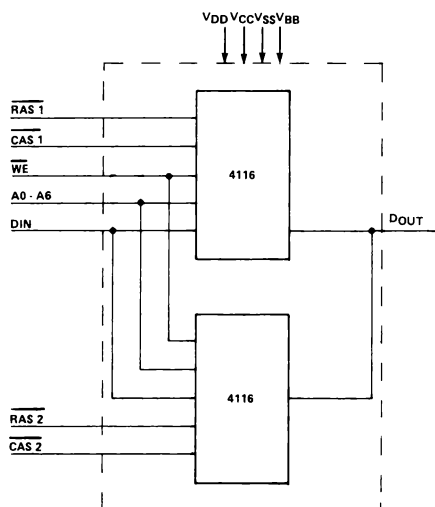 VDD VCC VSS VBB
RAS 1
CAS 1
WE
A0 - A6
DIN
4116
DOUT
4116
RAS 2
CAS 2